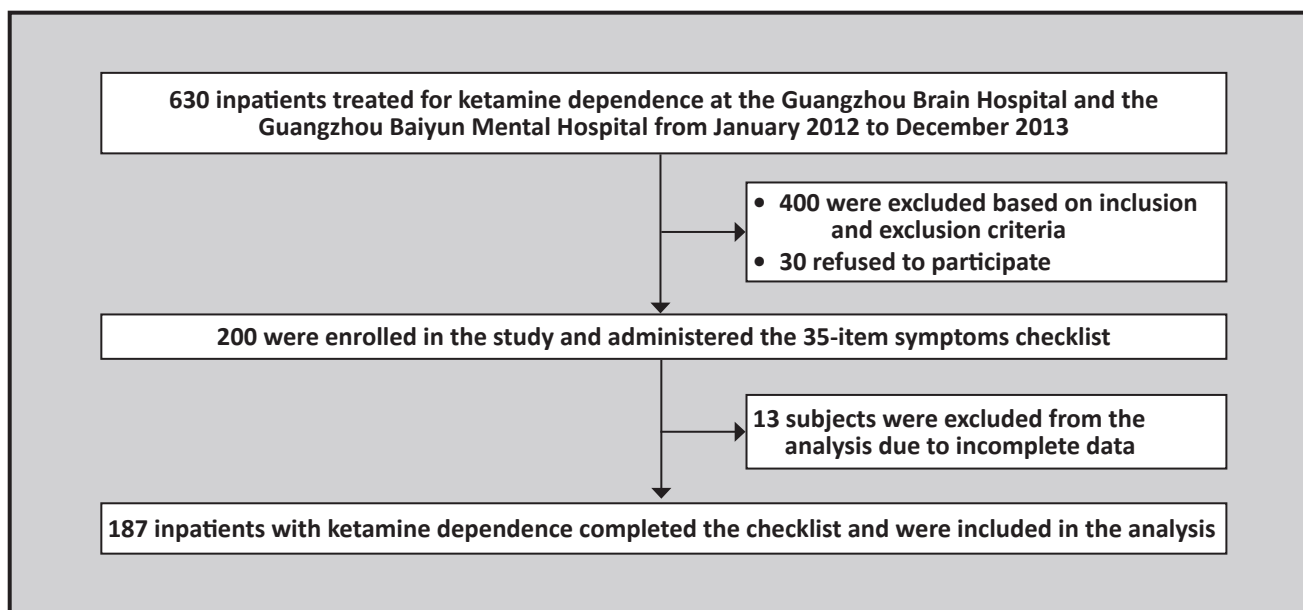 630 inpatients treated for ketamine dependence at the Guangzhou Brain Hospital and the
Guangzhou Baiyun Mental Hospital from January 2012 to December 2013
• 400 were excluded based on inclusion
and exclusion criteria
• 30 refused to participate
200 were enrolled in the study and administered the 35-item symptoms checklist
13 subjects were excluded from the
analysis due to incomplete data
187 inpatients with ketamine dependence completed the checklist and were included in the analysis